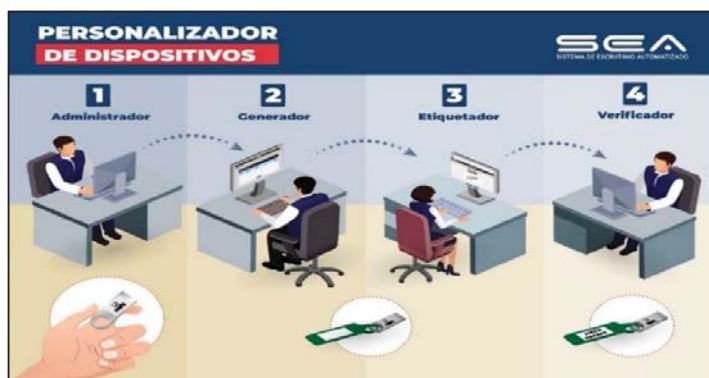 PERSONALIZADOR
DE DISPOSITIVOS
SEA
SISTEMA DE ESCRUTINIO AUTOMATIZADO
1
Administrador
2
Generador
3
Etiquetador
4
Verificador